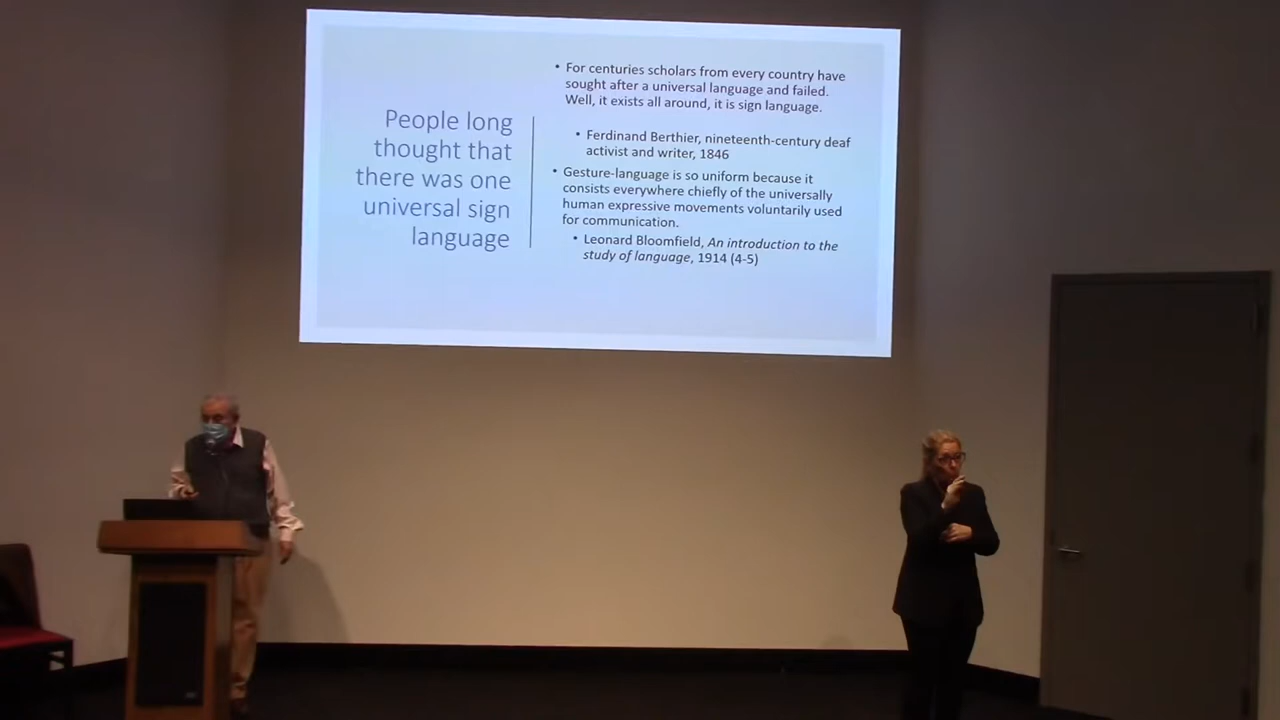 People long
thought that
there was one
universal sign
language
• For centuries scholars from every country have
sought after a universal language and failed.
Well, it exists all around, it is sign language.
• Ferdinand Berthier, nineteenth-century deaf
activist and writer, 1846
• Gesture-language is so uniform because it
consists everywhere chiefly of the universally
human expressive movements voluntarily used
for communication.
• Leonard Bloomfield, An introduction to the
study of language, 1914 (4-5)